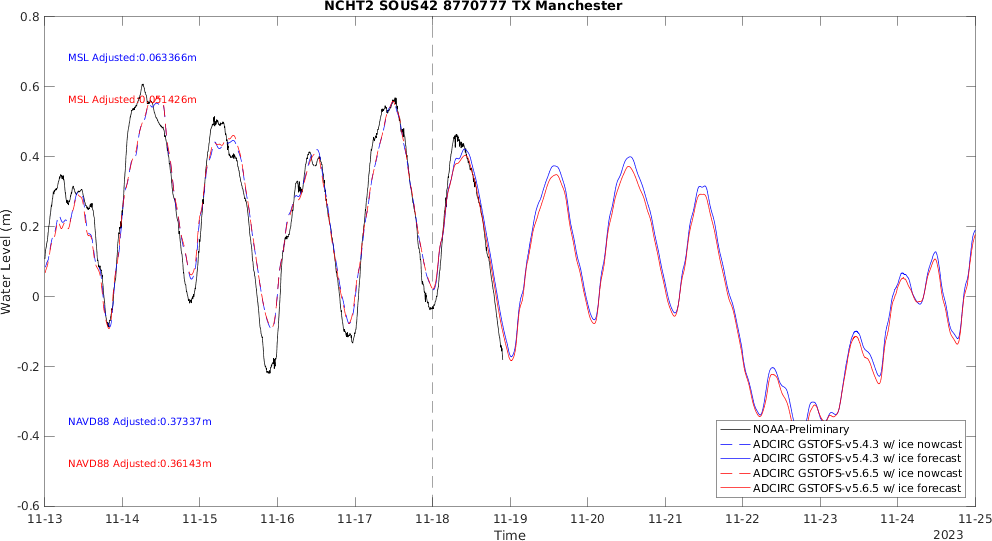 NCHT2 SOUS42 8770777 TX Manchester
0.8
0.6
0.4
0.2
0
-0.2
-0.4
-0.6
Water Level (m)
MSL Adjusted:0.063366m
MSL Adjusted:0.051426m
NAVD88 Adjusted:0.37337m
NAVD88 Adjusted:0.36143m
NOAA-Preliminary
ADCIRC GSTOFS-v5.4.3 w/ ice nowcast
ADCIRC GSTOFS-v5.4.3 w/ ice forecast
ADCIRC GSTOFS-v5.6.5 w/ ice nowcast
ADCIRC GSTOFS-v5.6.5 w/ ice forecast
11-13 11-14 11-15 11-16 11-17 11-18 11-19 11-20 11-21 11-22 11-23 11-24 11-25
Time
2023